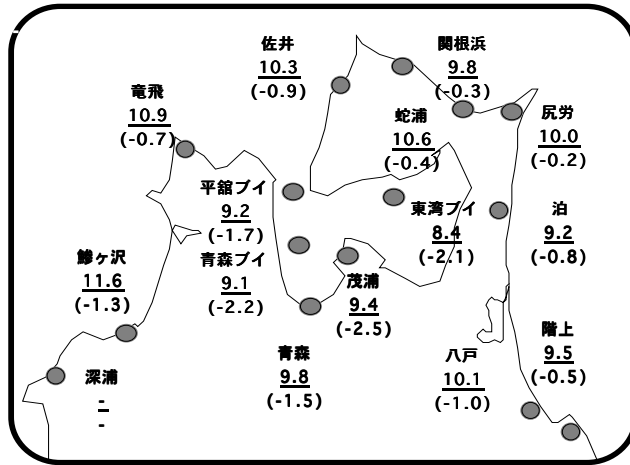 佐井
10.3
(-0.9)
関根浜
9.8
(-0.3)
竜飛
10.9
(-0.7)
蛇浦
10.6
(-0.4)
尻労
10.0
(-0.2)
平舘ブイ
9.2
(-1.7)
東湾ブイ
8.4
(-2.1)
泊
9.2
(-0.8)
鰺ヶ沢
11.6
(-1.3)
青森ブイ
9.1
(-2.2)
茂浦
9.4
(-2.5)
階上
9.5
(-0.5)
深浦
-
-
青森
9.8
(-1.5)
八戸
10.1
(-1.0)